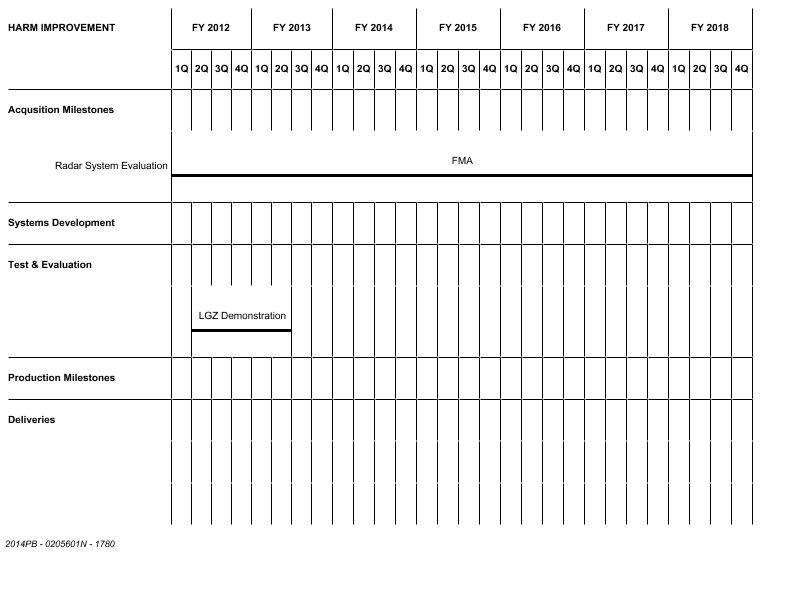 HARM IMPROVEMENT FY 2012 FY 2013 FY 2014 FY 2015 FY 2016 FY 2017 FY 2018
1Q 2Q 3Q 4Q 1Q 2Q 3Q 4Q 1Q 2Q 3Q 4Q 1Q 2Q 3Q 4Q 1Q 2Q 3Q 4Q 1Q 2Q 3Q 4Q 1Q 2Q 3Q 4Q
Acqusition Milestones
FMA
Radar System Evaluation
Systems Development
Test & Evaluation
LGZ Demonstration
Production Milestones
Deliveries
2014PB - 0205601N - 1780